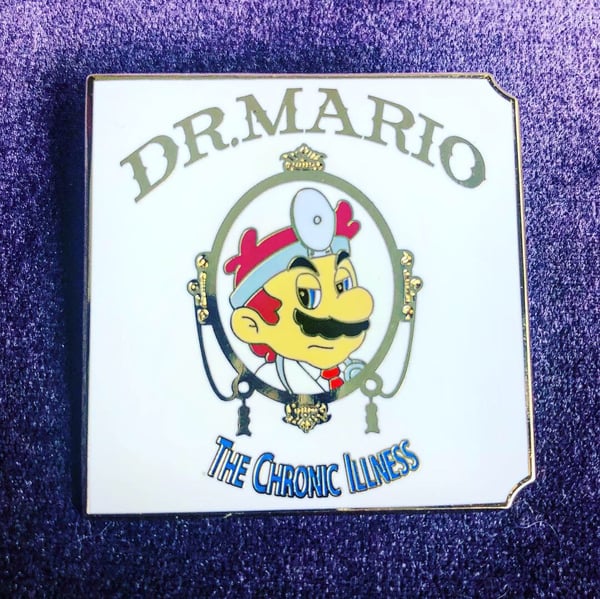 DR.MARIO
THE CHRONIC ILLNESS